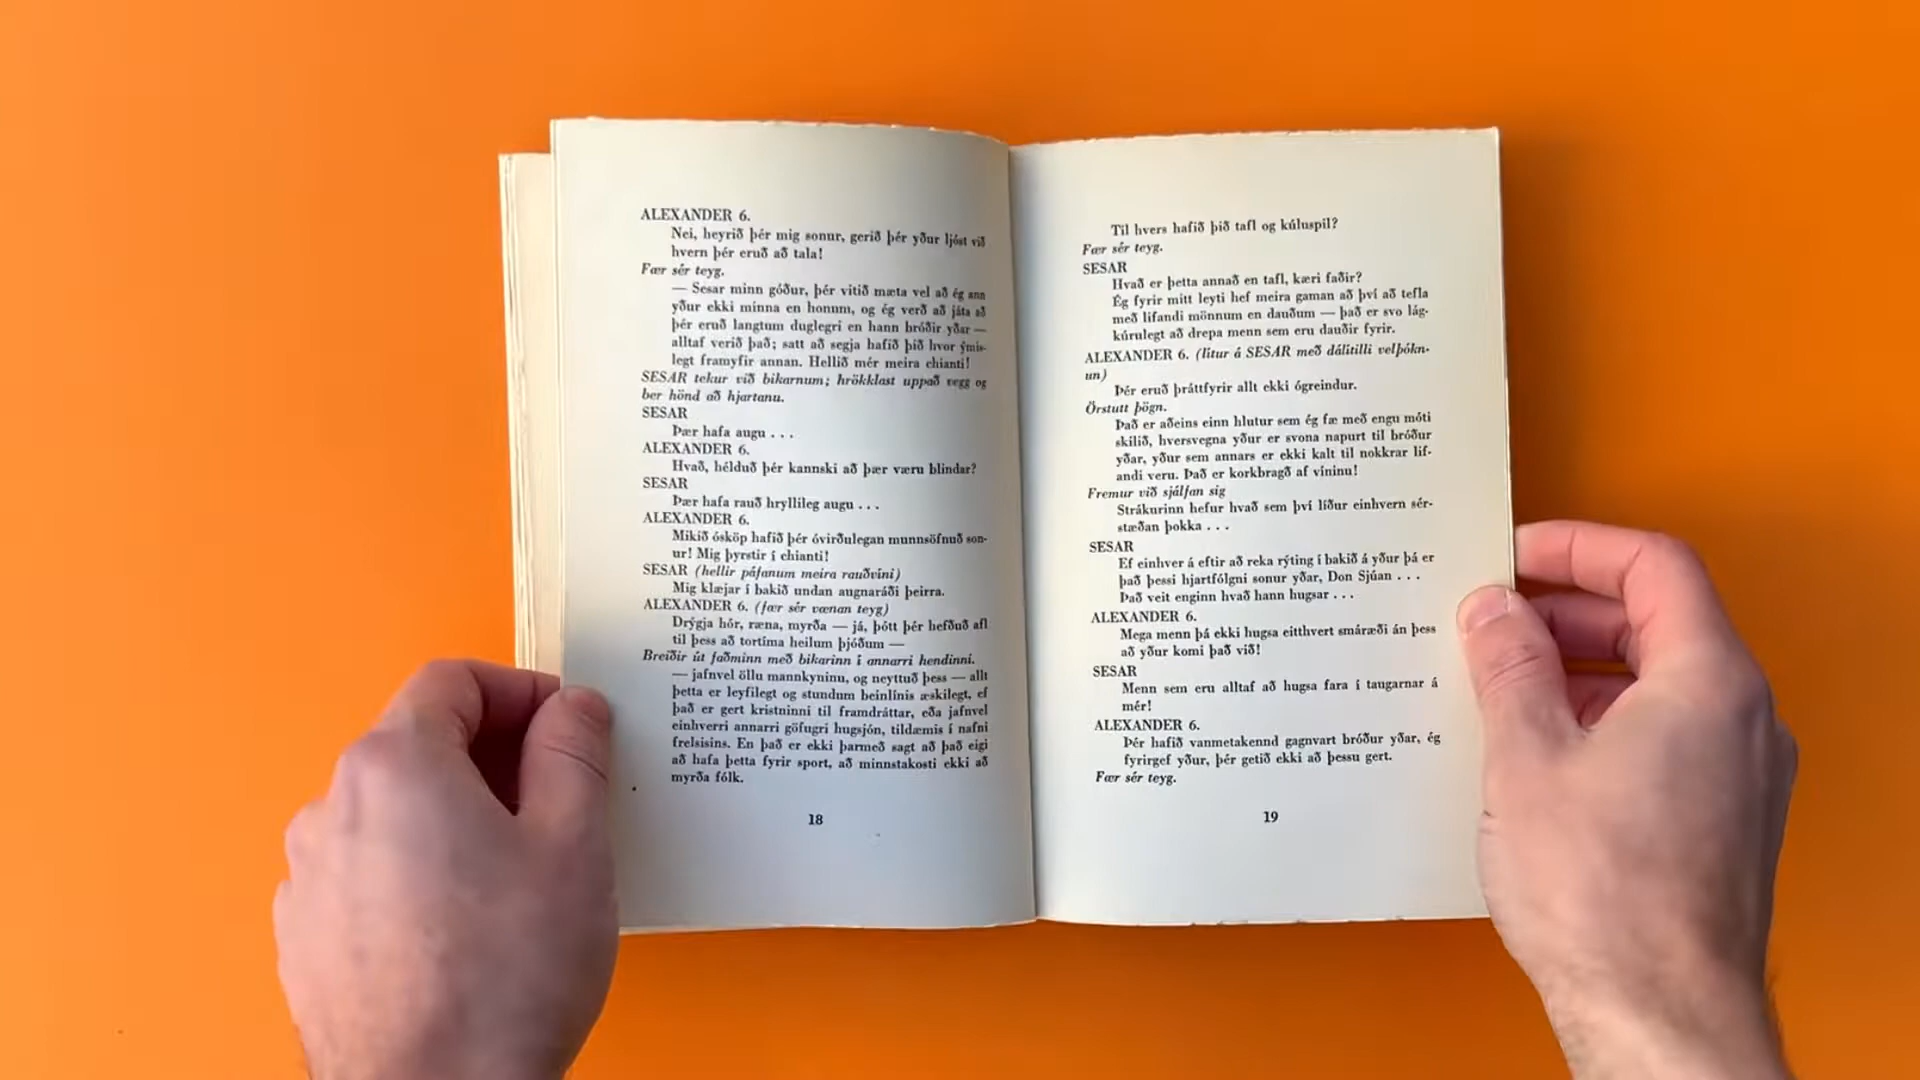 ALEXANDER 6.
Nei, heyrið þér mig sonur, gerið þér yður ljóst við
hvern þér eruð að tala!
Fær sér teyg.
— Sesar minn góður, þér vitið mæta vel að ég ann
yður ekki minna en honum, og ég verð að játa að
þér eruð langtum duglegri en hann bróðir yðar —
alltaf verið það; satt að segja hafið þið hvor ýmis-
legt framyfir annan. Hellið mér meira chianti!
SESAR tekur við bikarnum; hrökklast uppað vegg og
ber hönd að hjartanu.
SESAR
Þær hafa augu . . .
ALEXANDER 6.
Hvað, hélduð þér kannski að þær væru blindar?
SESAR
Þær hafa rauð hryllileg augu . . .
ALEXANDER 6.
Mikið ósköp hafið þér óvirðulegan munnsöfnuð son-
ur! Mig þyrstir í chianti!
SESAR (hellir páfanum meira rauðvíni)
Mig klæjar í bakið undan augnaráði þeirra.
ALEXANDER 6. (fær sér vænan teyg)
Drýgja hór, ræna, myrða — já, þótt þér hefðuð afl
til þess að tortíma heilum þjóðum —
Breiðir út faðminn með bikarinn í annarri hendinni.
— jafnvel öllu mannkyninu, og neyttuð þess — allt
þetta er leyfilegt og stundum beinlínis æskilegt, ef
það er gert kristninni til framdráttar, eða jafnvel
einhverri annarri göfugri hugsjón, tildæmis í nafni
frelsisins. En það er ekki þarmeð sagt að það eigi
að hafa þetta fyrir sport, að minnstakosti ekki að
myrða fólk.
18
Til hvers hafið þið tafl og kúluspil?
Fær sér teyg.
SESAR
Hvað er þetta annað en tafl, kæri faðir?
Ég fyrir mitt leyti hef meira gaman að því að tefla
með lifandi mönnum en dauðum — það er svo lág-
kúrulegt að drepa menn sem eru dauðir fyrir.
ALEXANDER 6. (lítur á SESAR með dálítilli velþókn-
un)
Þér eruð þráttfyrir allt ekki ógreindur.
Örstutt þögn.
Það er aðeins einn hlutur sem ég fæ með engu móti
skilið, hversvegna yður er svona napurt til bróður
yðar, yður sem annars er ekki kalt til nokkrar lif-
andi veru. Það er korkbragð af víninu!
Fremur við sjálfan sig
Strákurinn hefur hvað sem því líður einhvern sér-
stæðan þokka . . .
SESAR
Ef einhver á eftir að reka rýting í bakið á yður þá er
það þessi hjartfólgni sonur yðar, Don Sjúan . . .
Það veit enginn hvað hann hugsar . . .
ALEXANDER 6.
Mega menn þá ekki hugsa eitthvert smáræði án þess
að yður komi það við!
SESAR
Menn sem eru alltaf að hugsa fara í taugarnar á
mér!
ALEXANDER 6.
Þér hafið vanmetakennd gagnvart bróður yðar, ég
fyrirgef yður, þér getið ekki að þessu gert.
Fær sér teyg.
19